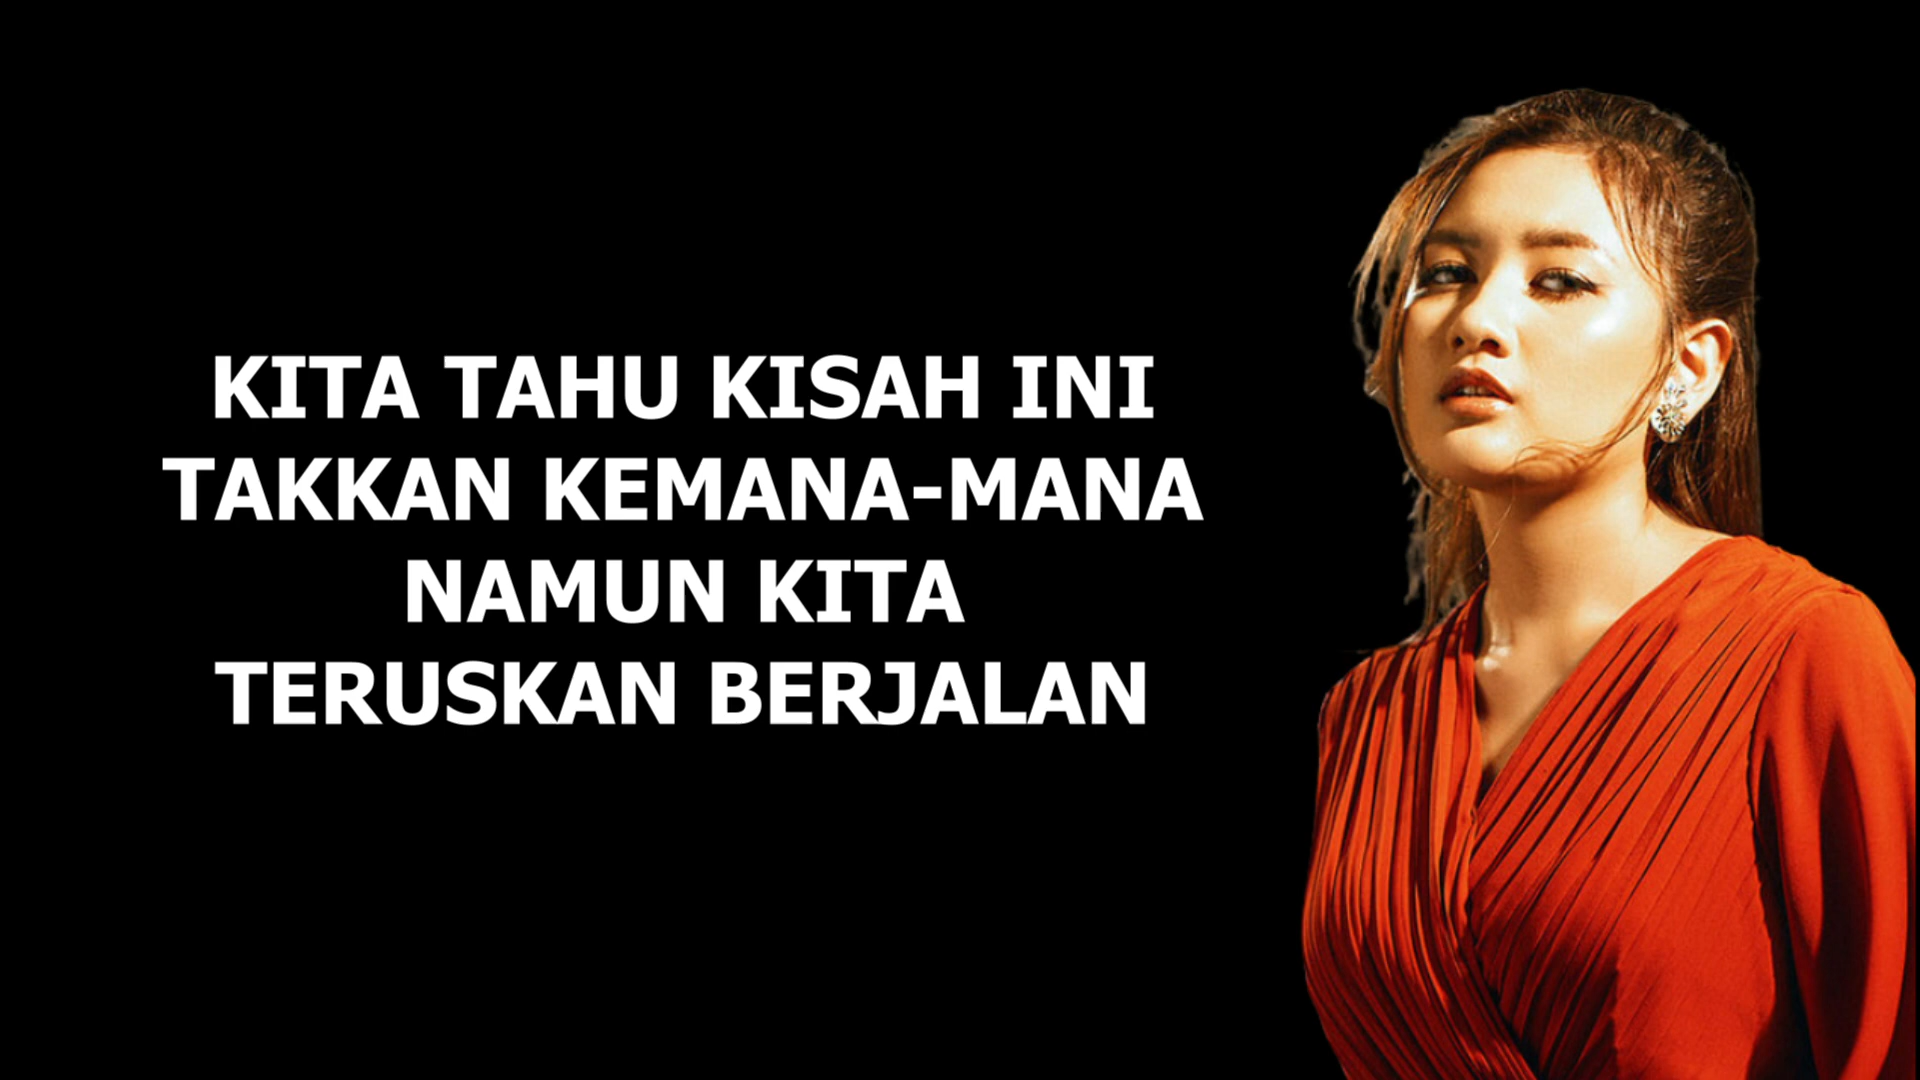 KITA TAHU KISAH INI
TAKKAN KEMANA-MANA
NAMUN KITA
TERUSKAN BERJALAN